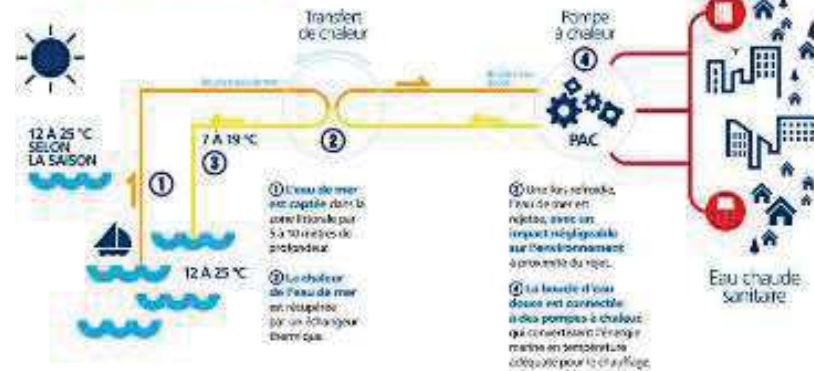 Transfert
de chaleur
Pompe
à chaleur
④
12 À 25 °C
SELON
LA SAISON
①
7 À 19 °C
③
②
PAC
12 À 25 °C
① L'eau de mer
est captée dans la
zone littorale par
5 à 10 mètres de
profondeur.
② La chaleur
de l'eau de mer
est récupérée
par un échangeur
thermique.
③ Une fois refroidie,
l'eau de mer est
rejetée, avec un
impact négligeable
sur l'environnement
à proximité du rejet.
④ La boucle d'eau
douce est connectée
à des pompes à chaleur
qui convertissent l'énergie
marine en température
adéquate pour le chauffage
Eau chaude
sanitaire